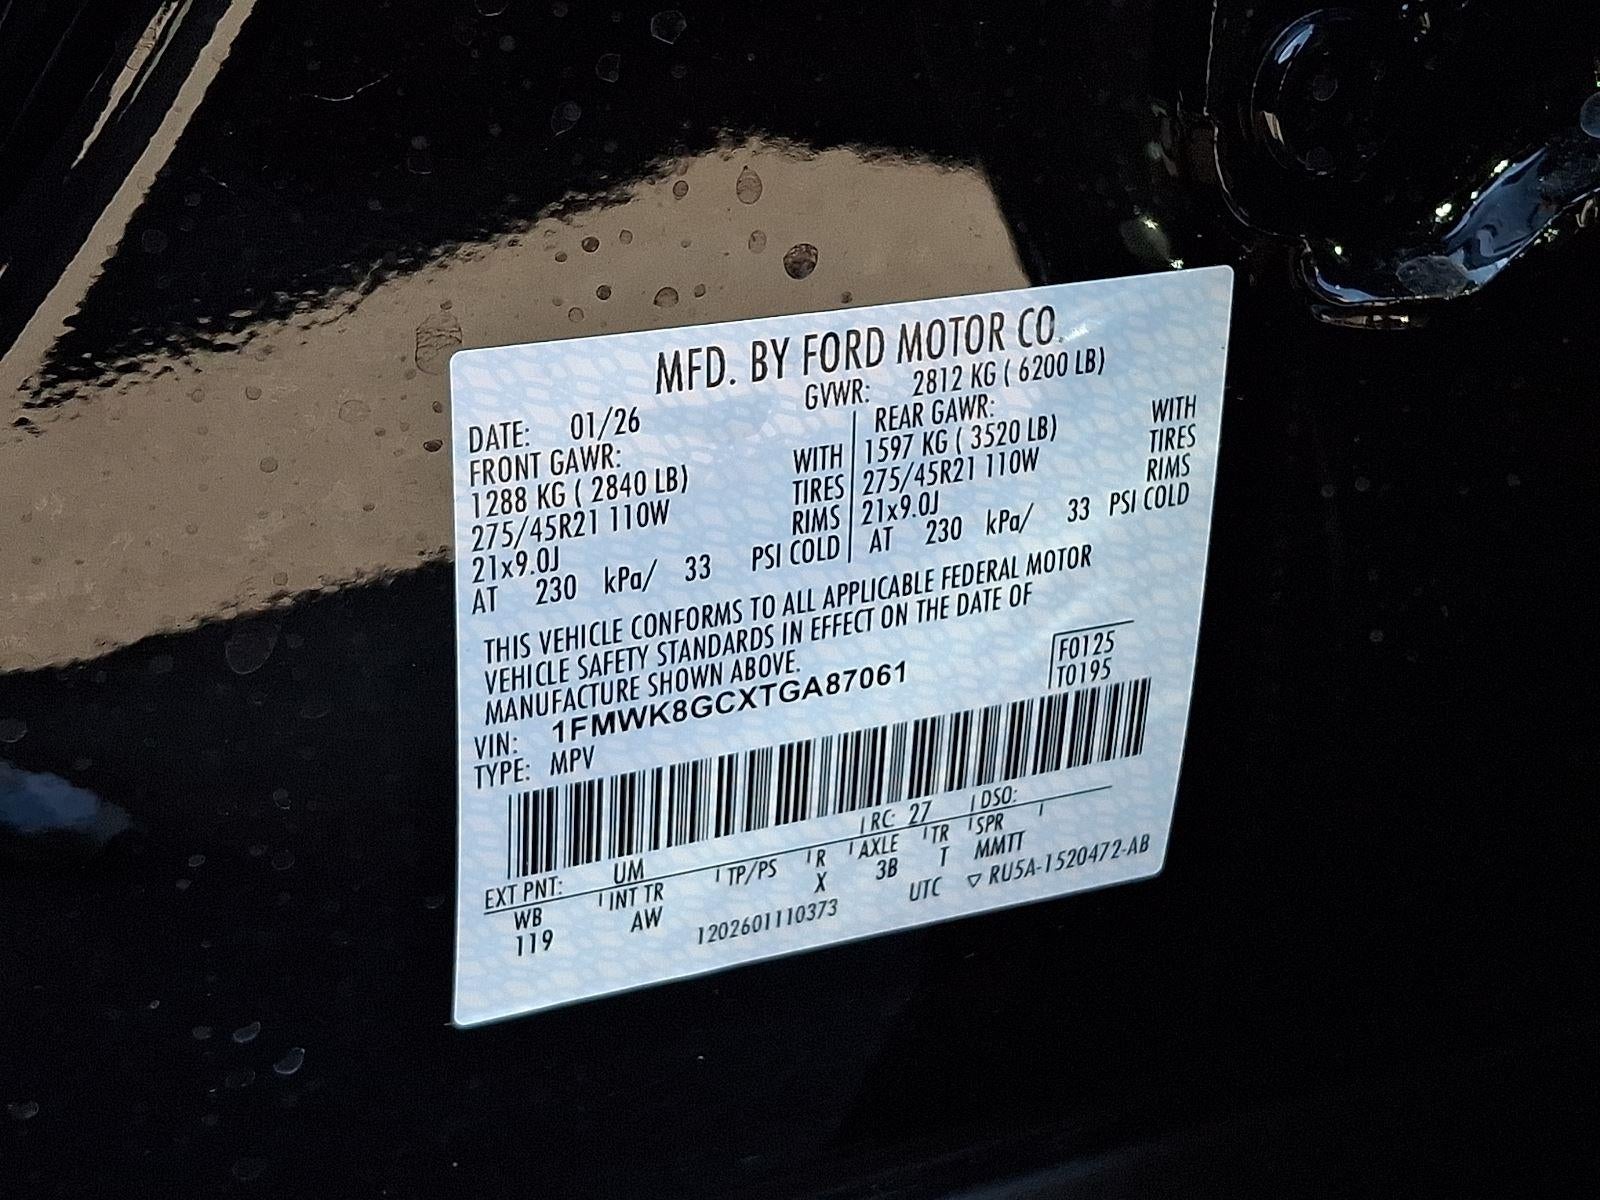 MFD. BY FORD MOTOR CO.
DATE: 01/26 GVWR: 2812 KG ( 6200 LB)
FRONT GAWR: REAR GAWR:
1288 KG ( 2840 LB) WITH 1597 KG ( 3520 LB) WITH
275/45R21 110W TIRES 275/45R21 110W TIRES
21x9.0J RIMS 21x9.0J RIMS
AT 230 kPa/ 33 PSI COLD AT 230 kPa/ 33 PSI COLD
THIS VEHICLE CONFORMS TO ALL APPLICABLE FEDERAL MOTOR
VEHICLE SAFETY STANDARDS IN EFFECT ON THE DATE OF
MANUFACTURE SHOWN ABOVE.
F0125
T0195
VIN: 1FMWK8GCXTGA87061
TYPE: MPV
EXT PNT: UM RC: 27 DSO:
WB INT TR TP/PS R AXLE TR SPR
119 AW X 3B T MMTT
1202601110373 UTC ▽ RU5A-1520472-AB